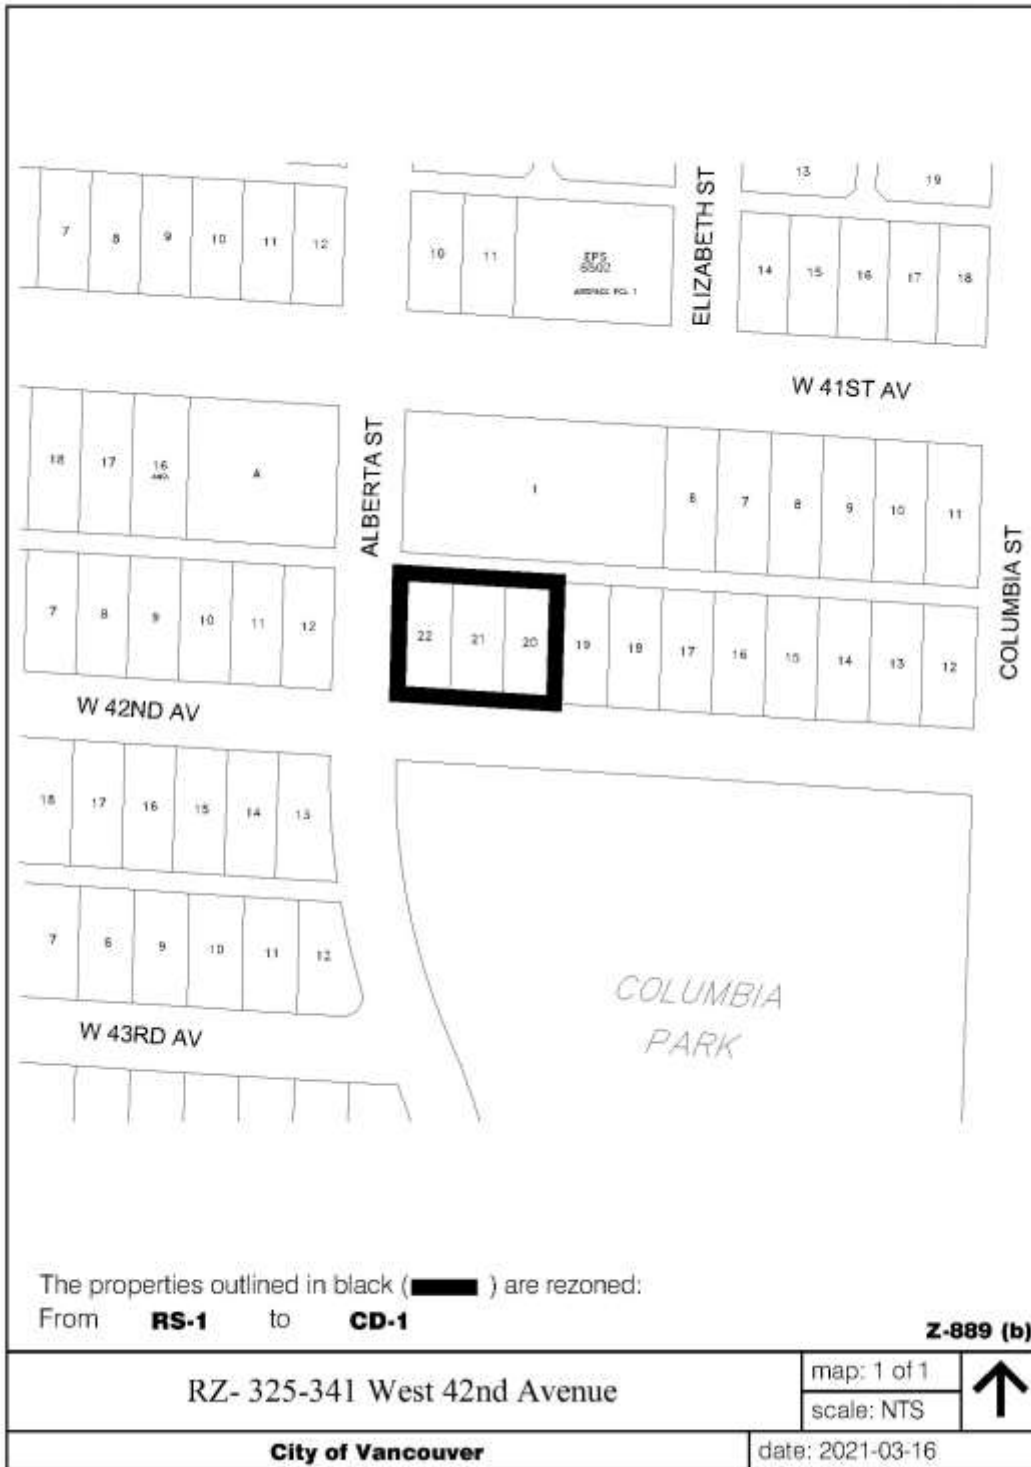 13 19
7 8 9 10 11 12
10 11 EPS
6502
AIRSPACE PCL 1
ELIZABETH ST
14 15 16 17 18
W 41ST AV
18 17 16 A
ALBERTA ST
1 6 7 8 9 10 11
COLUMBIA ST
7 8 9 10 11 12
22 21 20 19 18 17 16 15 14 13 12
W 42ND AV
18 17 16 15 14 13
7 8 9 10 11 12
COLUMBIA
PARK
W 43RD AV
The properties outlined in black ( ) are rezoned:
From RS-1 to CD-1
Z-889 (b)
RZ- 325-341 West 42nd Avenue
map: 1 of 1
scale: NTS
City of Vancouver
date: 2021-03-16